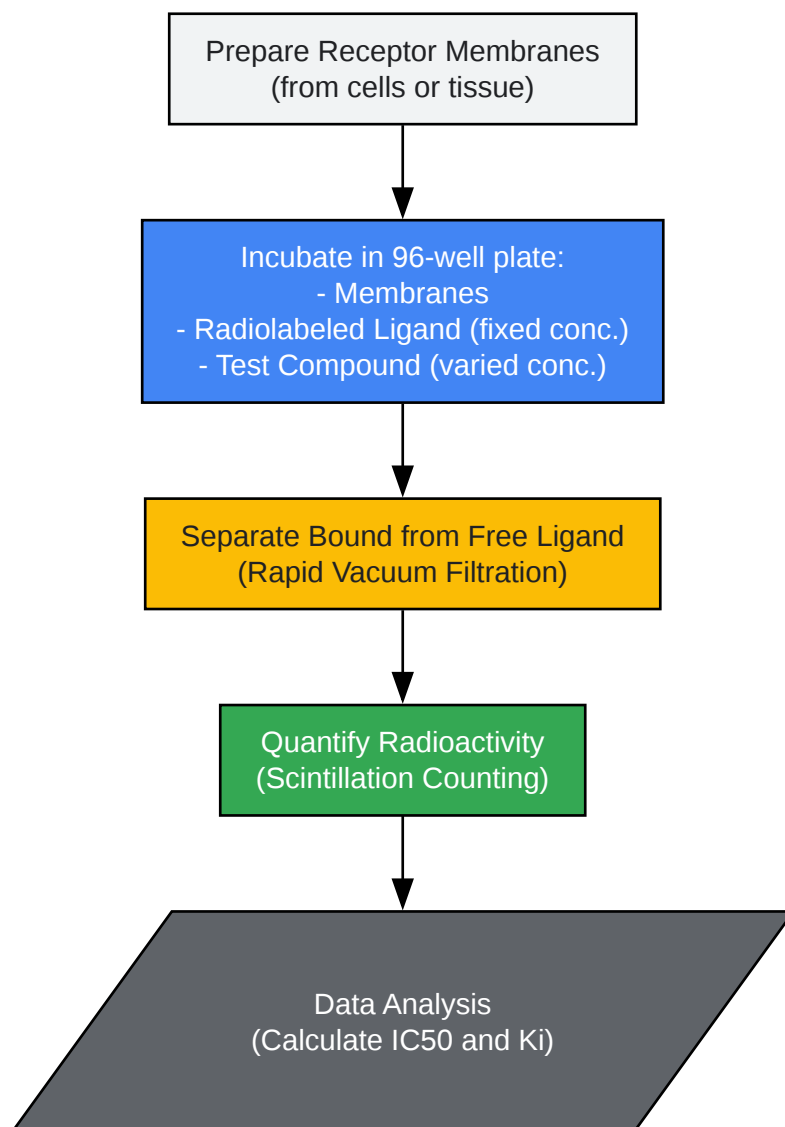 Prepare Receptor Membranes
(from cells or tissue)
Incubate in 96-well plate:
- Membranes
- Radiolabeled Ligand (fixed conc.)
- Test Compound (varied conc.)
Separate Bound from Free Ligand
(Rapid Vacuum Filtration)
Quantify Radioactivity
(Scintillation Counting)
Data Analysis
(Calculate IC50 and Ki)